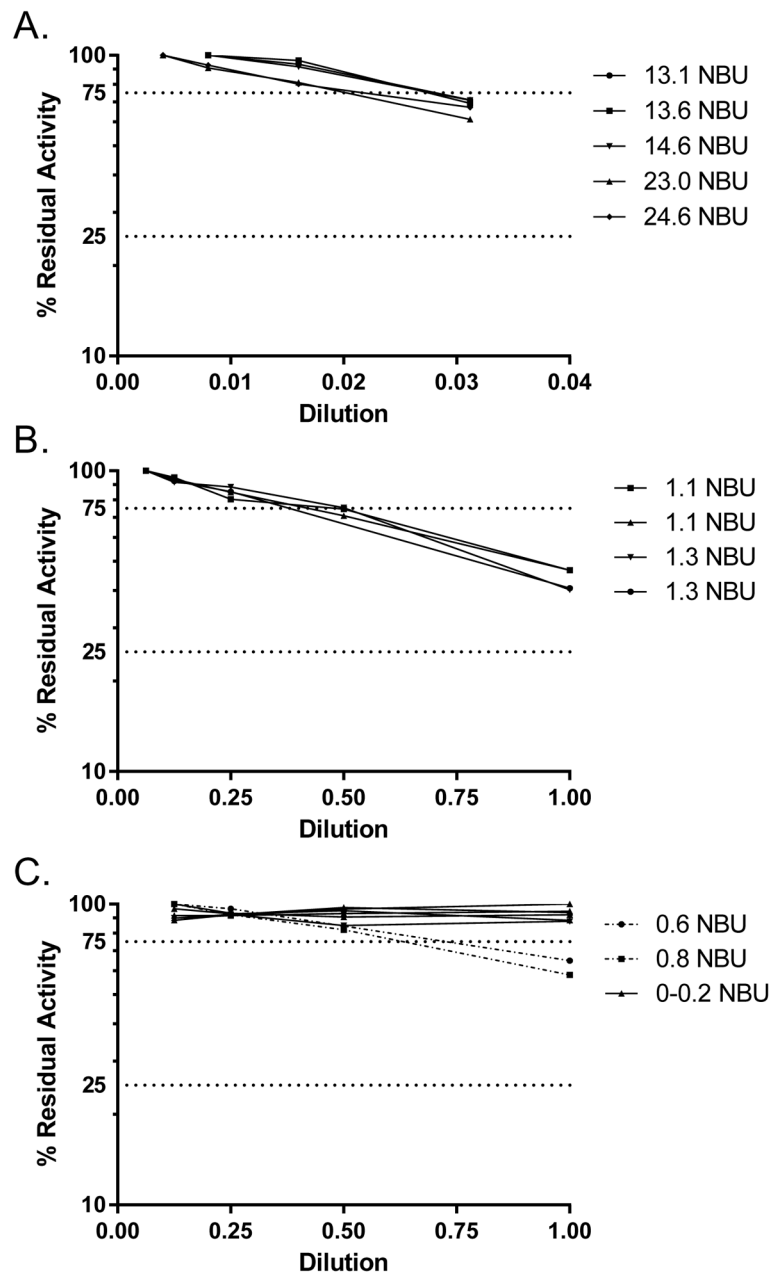 A.
100
75
25
10
% Residual Activity
0.00 0.01 0.02 0.03 0.04
Dilution
13.1 NBU
13.6 NBU
14.6 NBU
23.0 NBU
24.6 NBU
B.
100
75
25
10
% Residual Activity
0.00 0.25 0.50 0.75 1.00
Dilution
1.1 NBU
1.1 NBU
1.3 NBU
1.3 NBU
C.
100
75
25
10
% Residual Activity
0.00 0.25 0.50 0.75 1.00
Dilution
0.6 NBU
0.8 NBU
0-0.2 NBU